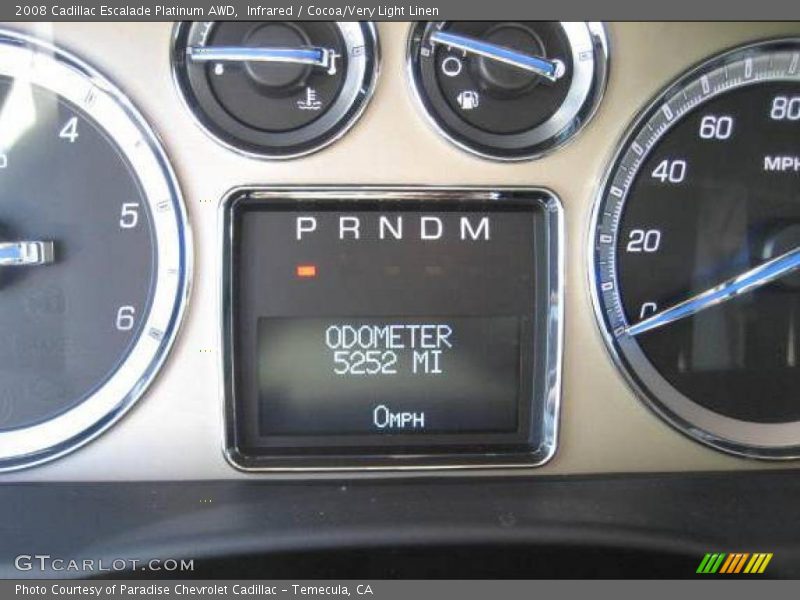 2008 Cadillac Escalade Platinum AWD, Infrared / Cocoa/Very Light Linen
4
5
6
80
60
MPH
40
20
0
P R N D M
ODOMETER
5252 MI
0MPH
GTCARLOT.COM
Photo Courtesy of Paradise Chevrolet Cadillac - Temecula, CA